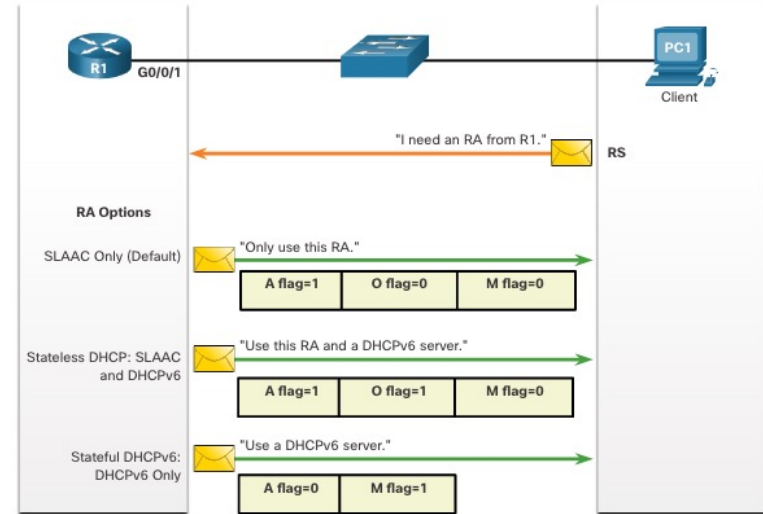 R1
G0/0/1
PC1
Client
"I need an RA from R1."
RS
RA Options
SLAAC Only (Default)
"Only use this RA."
A flag=1 O flag=0 M flag=0
Stateless DHCP: SLAAC
and DHCPv6
"Use this RA and a DHCPv6 server."
A flag=1 O flag=1 M flag=0
Stateful DHCPv6:
DHCPv6 Only
"Use a DHCPv6 server."
A flag=0 M flag=1